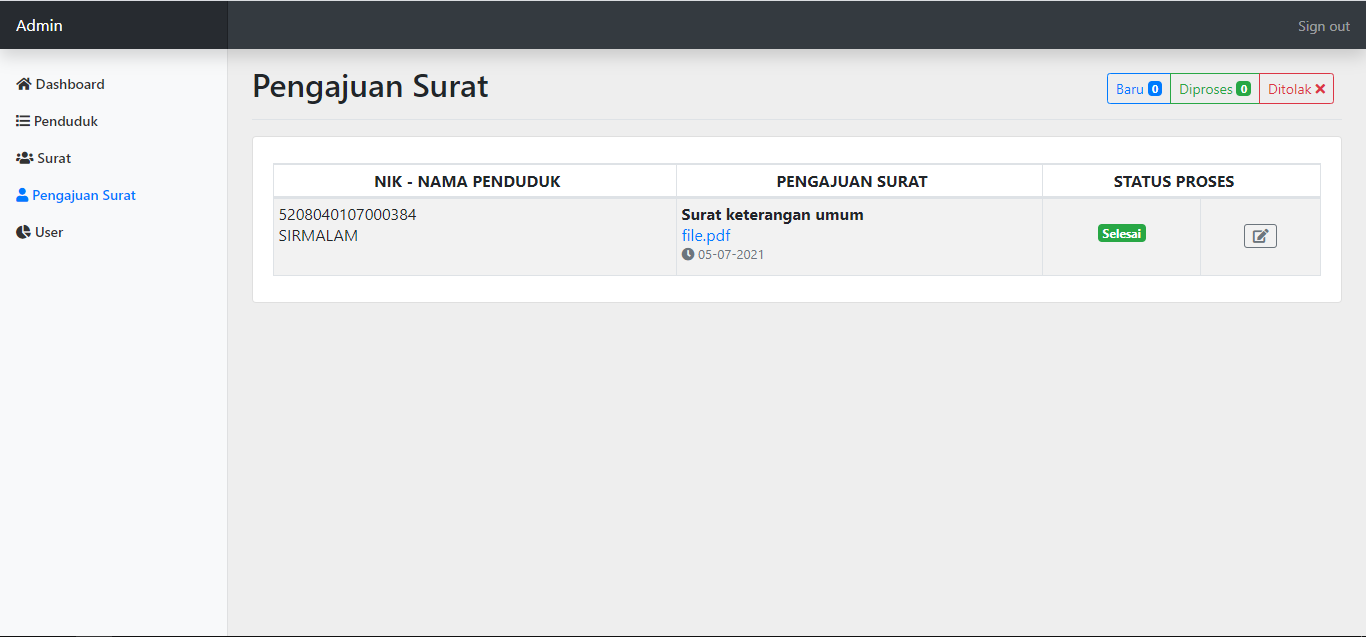 Admin
Sign out
Dashboard
Penduduk
Surat
Pengajuan Surat
User
Pengajuan Surat
Baru 0 Diproses 0 Ditolak
NIK - NAMA PENDUDUK PENGAJUAN SURAT STATUS PROSES
5208040107000384
SIRMALAM
Surat keterangan umum
file.pdf
05-07-2021
Selesai